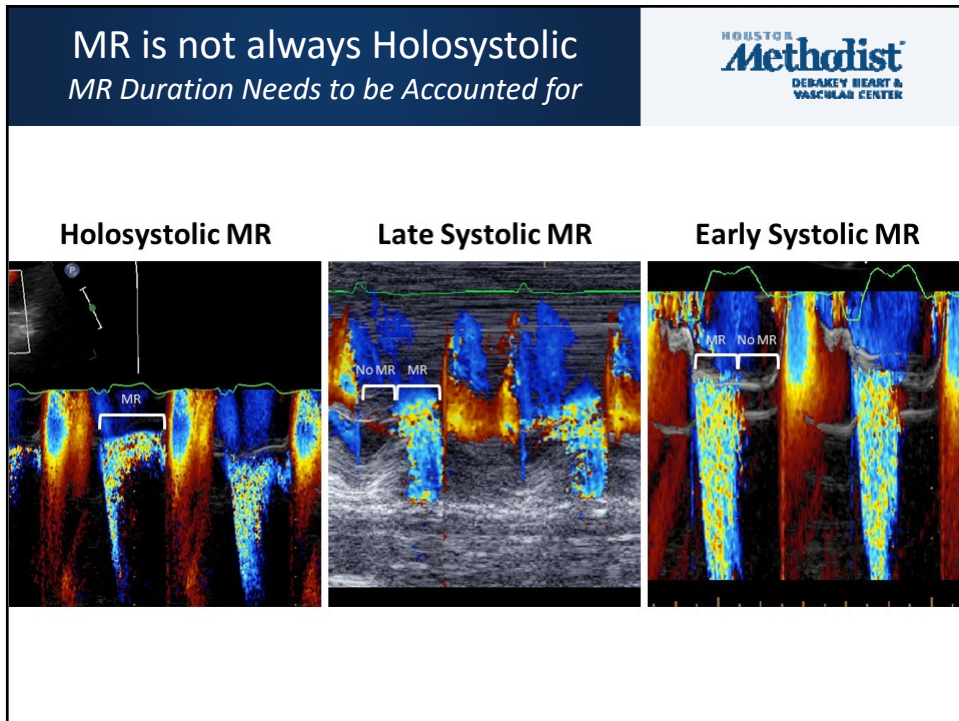 MR is not always Holosystolic
MR Duration Needs to be Accounted for
HOUSTON
Methodist
DEBAKEY HEART &
VASCULAR CENTER
Holosystolic MR
Late Systolic MR
Early Systolic MR
P
MR
No MR
MR
MR
No MR